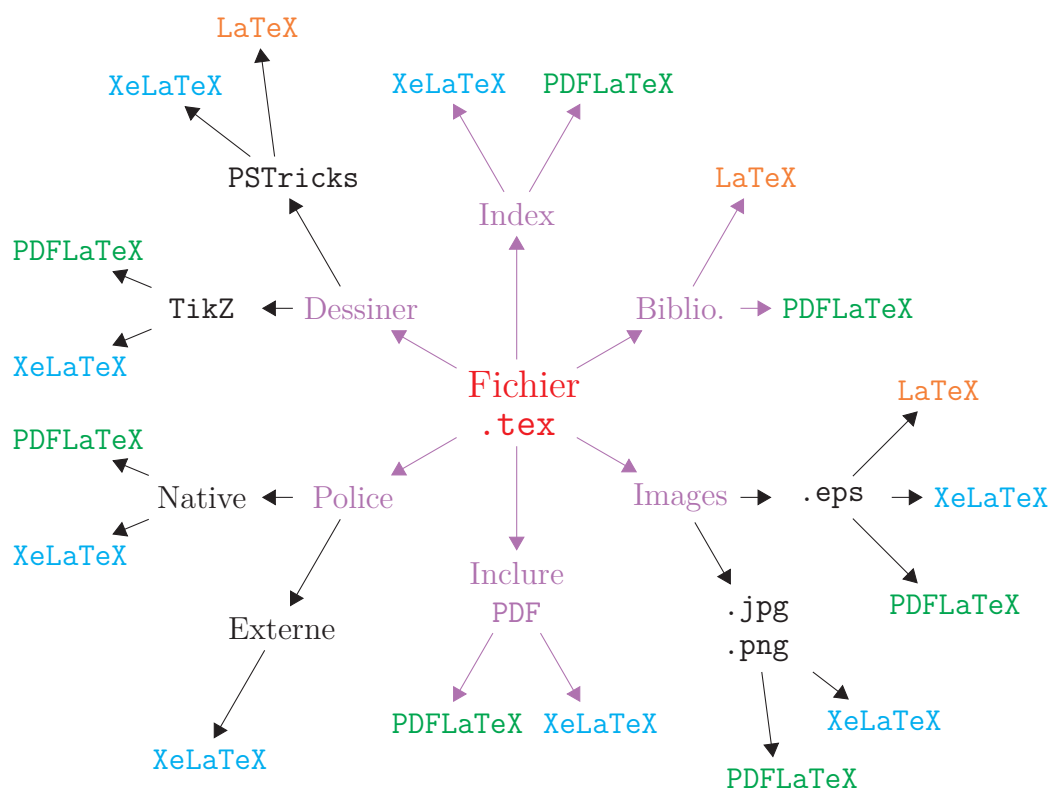 LaTeX
XeLaTeX
XeLaTeX
PDFLaTeX
PSTricks
LaTeX
Index
PDFLaTeX
TikZ
Dessiner
Biblio.
PDFLaTeX
XeLaTeX
Fichier
.tex
LaTeX
PDFLaTeX
Native
Police
Images
.eps
XeLaTeX
XeLaTeX
Inclure
PDF
.jpg
.png
PDFLaTeX
Externe
PDFLaTeX
XeLaTeX
XeLaTeX
XeLaTeX
PDFLaTeX